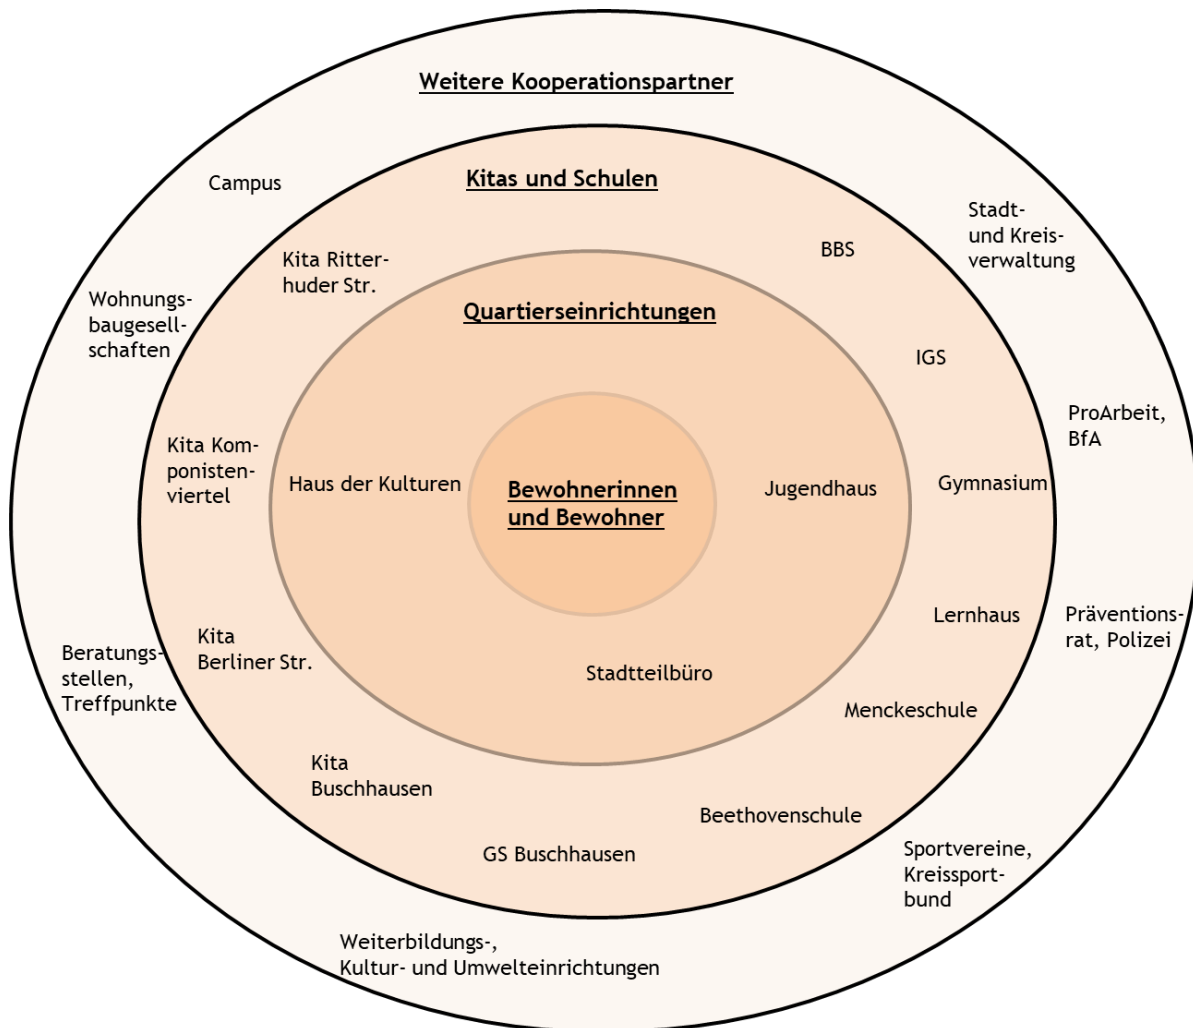 Weitere Kooperationspartner
Campus
Kitas und Schulen
Stadt-
und Kreis-
verwaltung
BBS
Kita Ritter-
huder Str.
Wohnungs-
baugesell-
schaften
Quartierseinrichtungen
IGS
ProArbeit,
BfA
Kita Kom-
ponisten-
viertel
Haus der Kulturen
Bewohnerinnen
und Bewohner
Jugendhaus
Gymnasium
Lernhaus
Präventions-
rat, Polizei
Kita
Berliner Str.
Beratungs-
stellen,
Treffpunkte
Stadtteilbüro
Menckeschule
Kita
Buschhausen
Beethovenschule
GS Buschhausen
Sportvereine,
Kreissport-
bund
Weiterbildungs-,
Kultur- und Umwelteinrichtungen